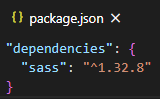 {} package.json ×
"dependencies": {
"sass": "^1.32.8"
}